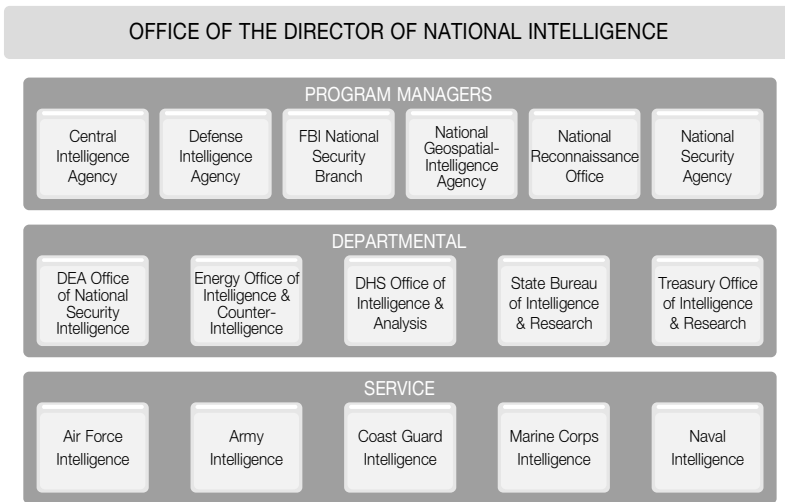 OFFICE OF THE DIRECTOR OF NATIONAL INTELLIGENCE
PROGRAM MANAGERS
Central
Intelligence
Agency
Defense
Intelligence
Agency
FBI National
Security
Branch
National
Geospatial-
Intelligence
Agency
National
Reconnaissance
Office
National
Security
Agency
DEPARTMENTAL
DEA Office
of National
Security
Intelligence
Energy Office of
Intelligence &
Counter-
Intelligence
DHS Office of
Intelligence &
Analysis
State Bureau
of Intelligence
& Research
Treasury Office
of Intelligence
& Research
SERVICE
Air Force
Intelligence
Army
Intelligence
Coast Guard
Intelligence
Marine Corps
Intelligence
Naval
Intelligence